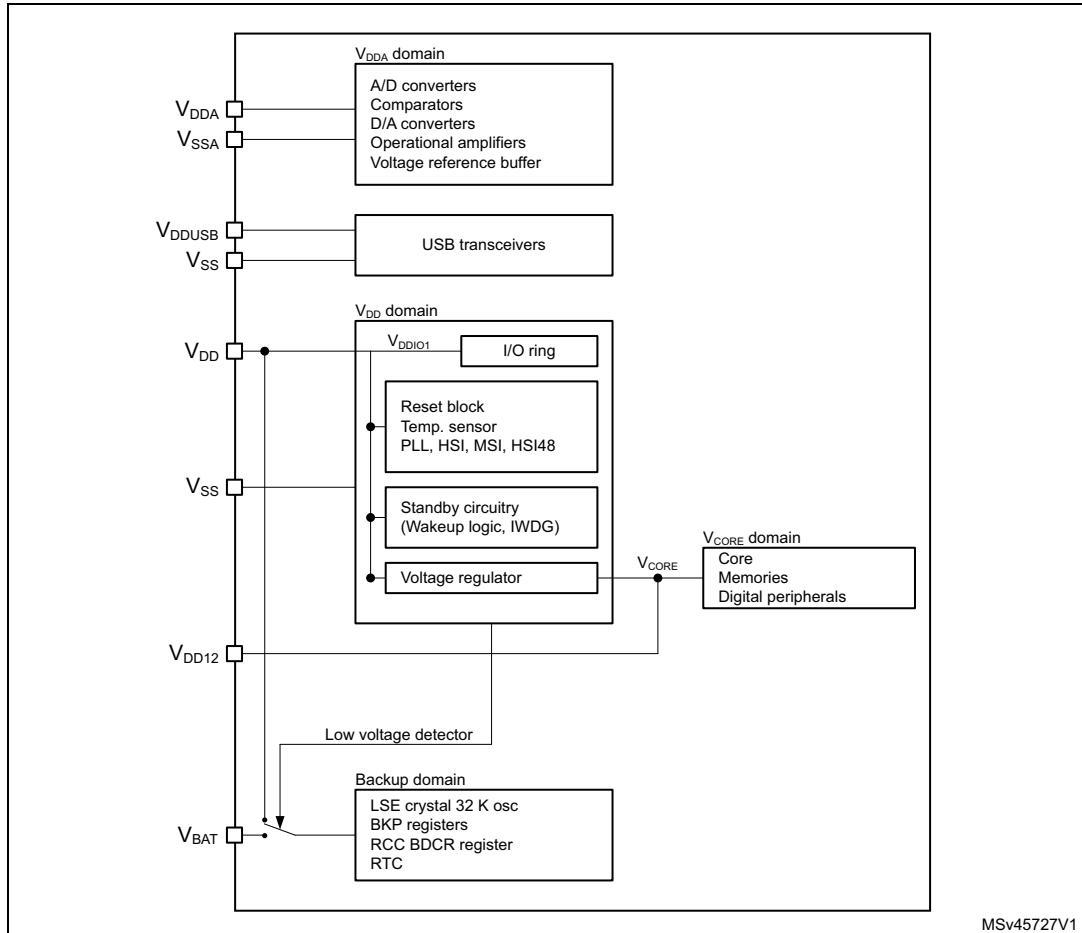 VDDA domain
A/D converters
Comparators
D/A converters
Operational amplifiers
Voltage reference buffer
VDDA
VSSA
VDDUSB
VSS
USB transceivers
VDD domain
VDD
VDDIO1
I/O ring
Reset block
Temp. sensor
PLL, HSI, MSI, HSI48
VSS
Standby circuitry
(Wakeup logic, IWDG)
Voltage regulator
VCORE
VCORE domain
Core
Memories
Digital peripherals
VDD12
Low voltage detector
Backup domain
LSE crystal 32 K osc
BKP registers
RCC BDCR register
RTC
VBAT
MSv45727V1